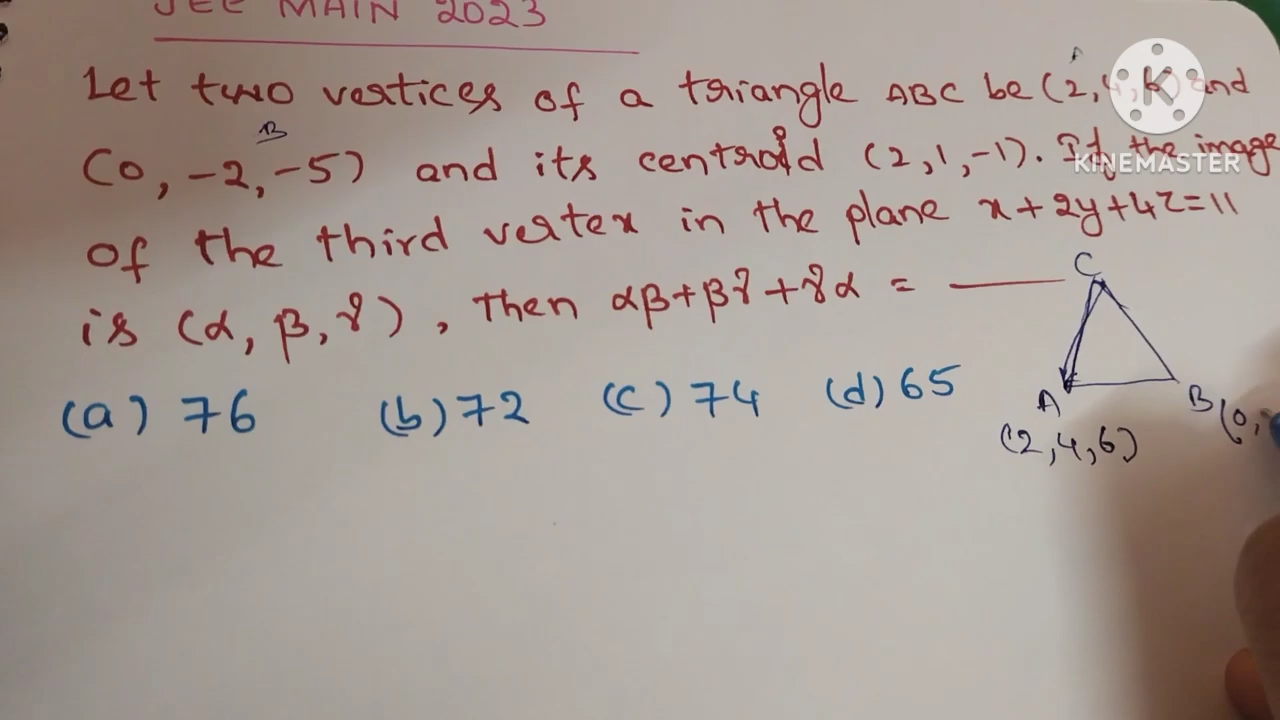 JEE MAIN 2023
Let two vertices of a triangle ABC be (2,4,6) and
B
(0,-2,-5) and its centroid (2,1,-1). If the image
KINEMASTER
of the third vertex in the plane x+2y+4z=11
is (α, β, γ), then αβ+βγ+γα = ———
(a) 76 (b) 72 (c) 74 (d) 65
C
A B (0,
(2,4,6)